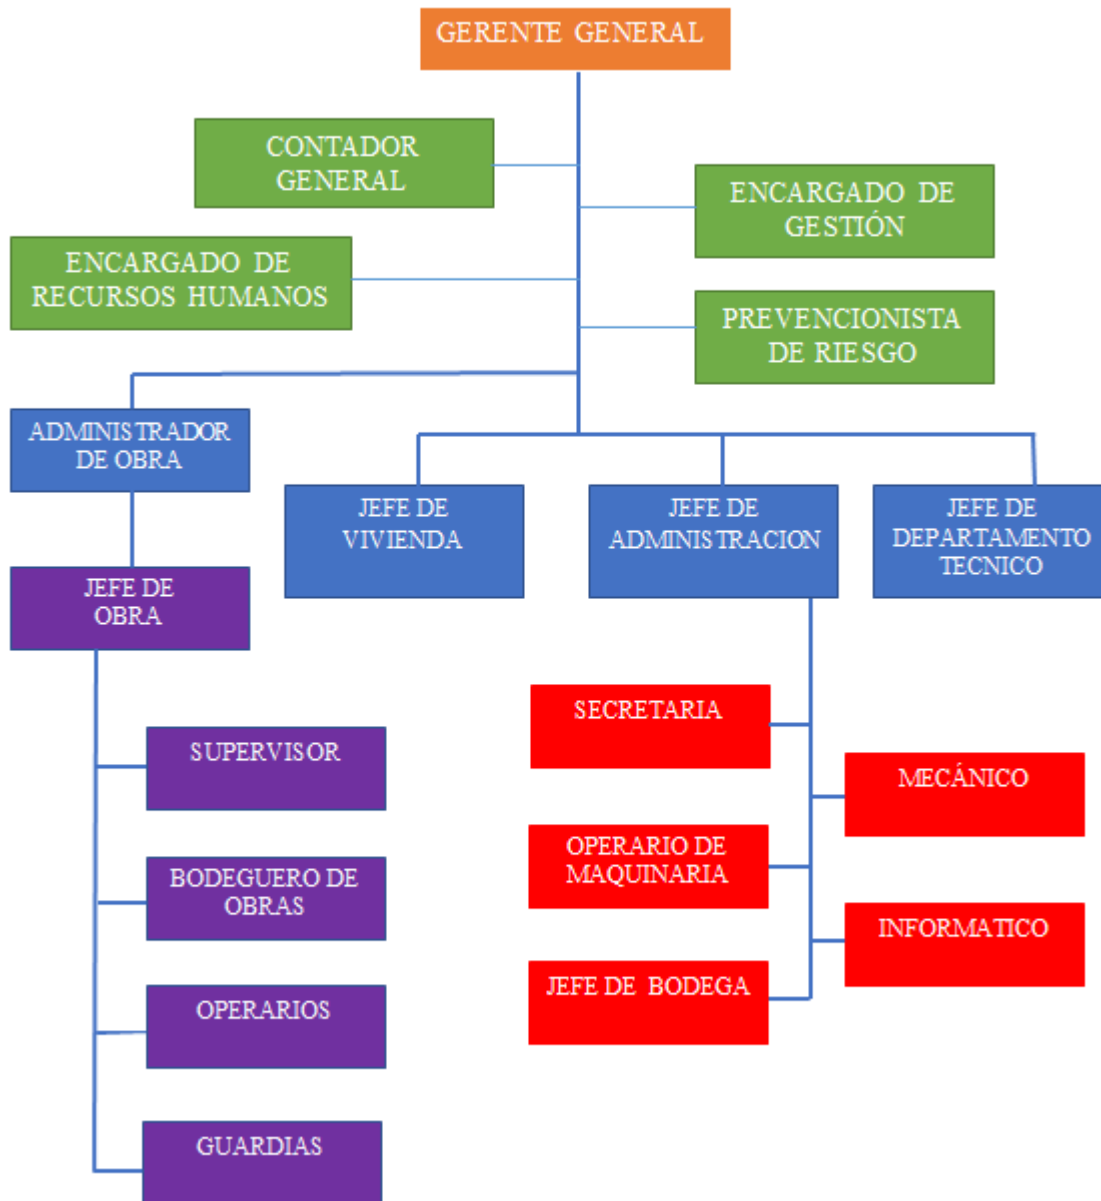 GERENTE GENERAL
CONTADOR
GENERAL
ENCARGADO DE
GESTIÓN
ENCARGADO DE
RECURSOS HUMANOS
PREVENCIONISTA
DE RIESGO
ADMINISTRADOR
DE OBRA
JEFE DE
VIVIENDA
JEFE DE
ADMINISTRACION
JEFE DE
DEPARTAMENTO
TECNICO
JEFE DE
OBRA
SECRETARIA
SUPERVISOR
MECÁNICO
OPERARIO DE
MAQUINARIA
BODEGUERO DE
OBRAS
INFORMATICO
JEFE DE BODEGA
OPERARIOS
GUARDIAS